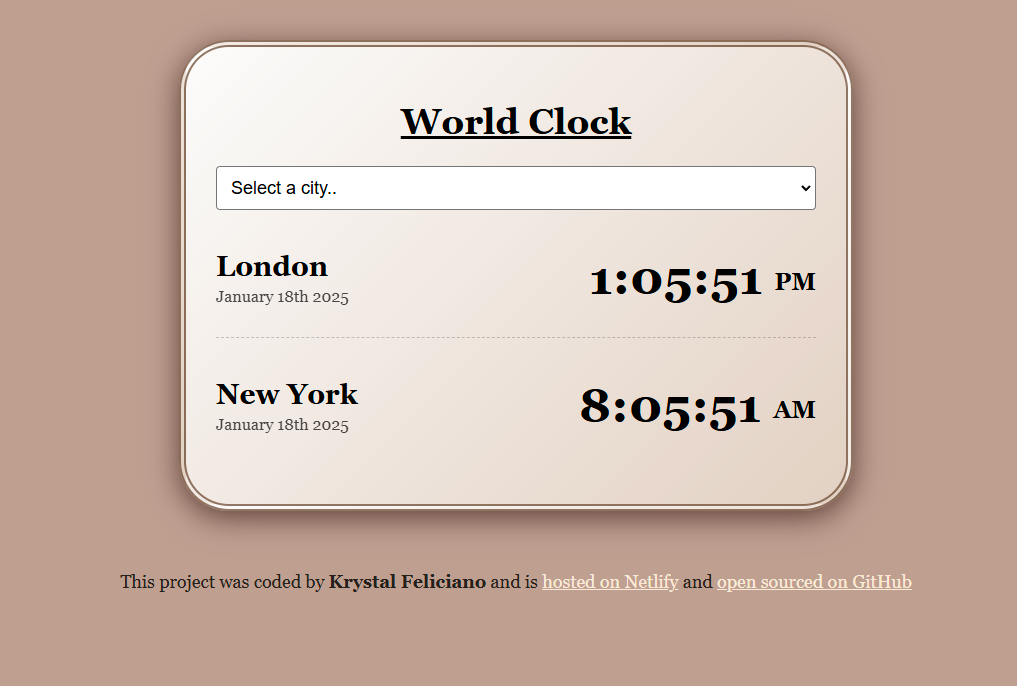 World Clock
Select a city..
London
January 18th 2025
1:05:51 PM
New York
January 18th 2025
8:05:51 AM
This project was coded by Krystal Feliciano and is hosted on Netlify and open sourced on GitHub